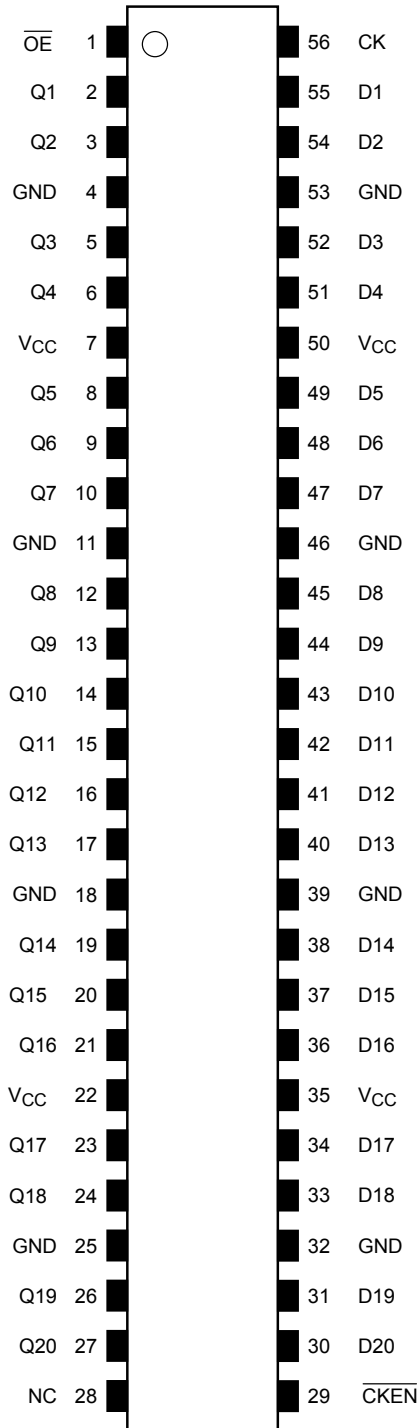 OE 1 56 CK
Q1 2 55 D1
Q2 3 54 D2
GND 4 53 GND
Q3 5 52 D3
Q4 6 51 D4
VCC 7 50 VCC
Q5 8 49 D5
Q6 9 48 D6
Q7 10 47 D7
GND 11 46 GND
Q8 12 45 D8
Q9 13 44 D9
Q10 14 43 D10
Q11 15 42 D11
Q12 16 41 D12
Q13 17 40 D13
GND 18 39 GND
Q14 19 38 D14
Q15 20 37 D15
Q16 21 36 D16
VCC 22 35 VCC
Q17 23 34 D17
Q18 24 33 D18
GND 25 32 GND
Q19 26 31 D19
Q20 27 30 D20
NC 28 29 CKEN